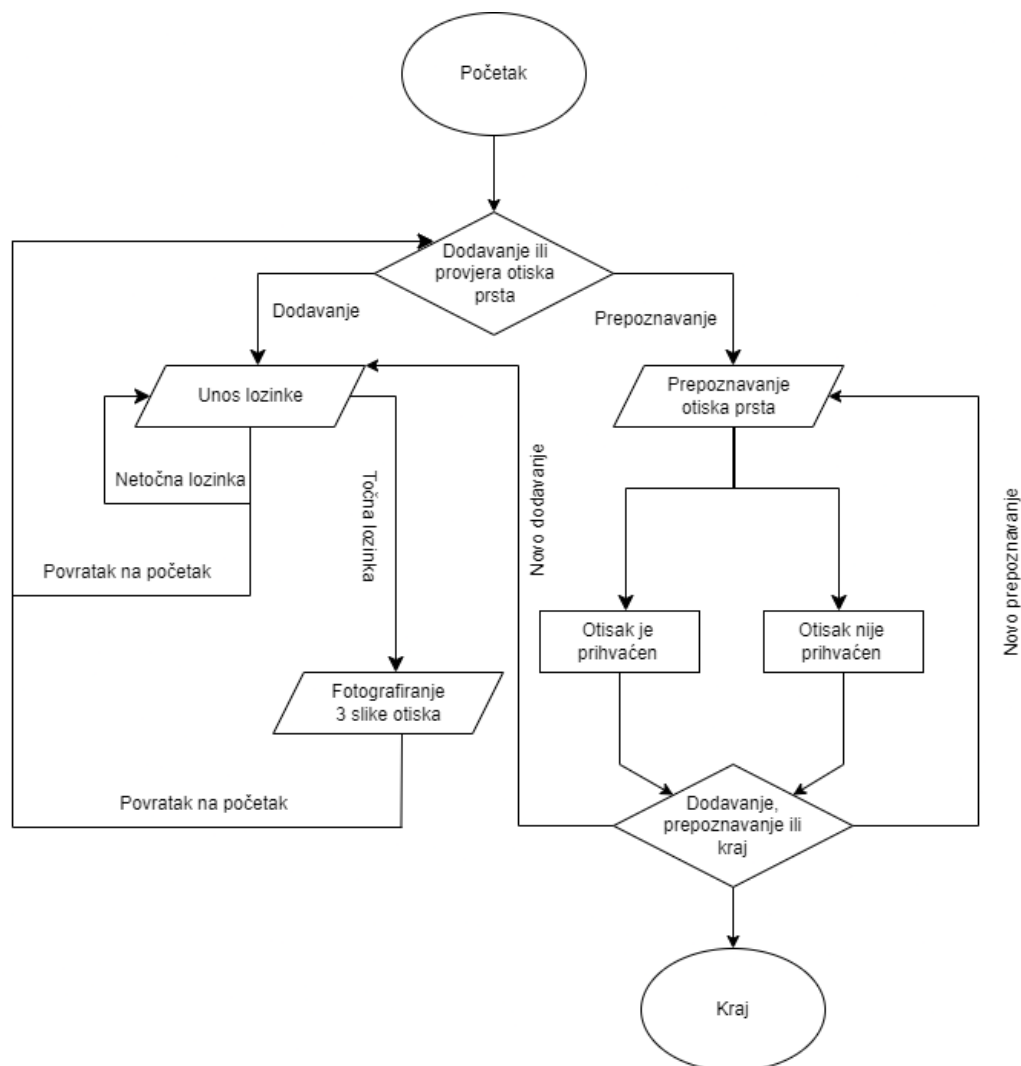 Početak
Dodavanje ili
provjera otiska
prsta
Dodavanje
Prepoznavanje
Unos lozinke
Prepoznavanje
otiska prsta
Netočna lozinka
Točna lozinka
Novo dodavanje
Novo prepoznavanje
Povratak na početak
Otisak je
prihvaćen
Otisak nije
prihvaćen
Fotografiranje
3 slike otiska
Povratak na početak
Dodavanje,
prepoznavanje ili
kraj
Kraj